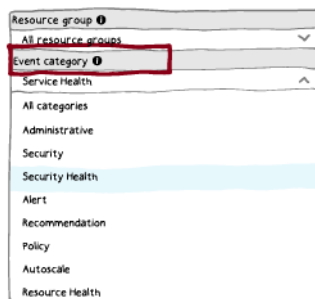 Resource group
All resource groups
Event category
Service Health
All categories
Administrative
Security
Security Health
Alert
Recommendation
Policy
Autoscale
Resource Health